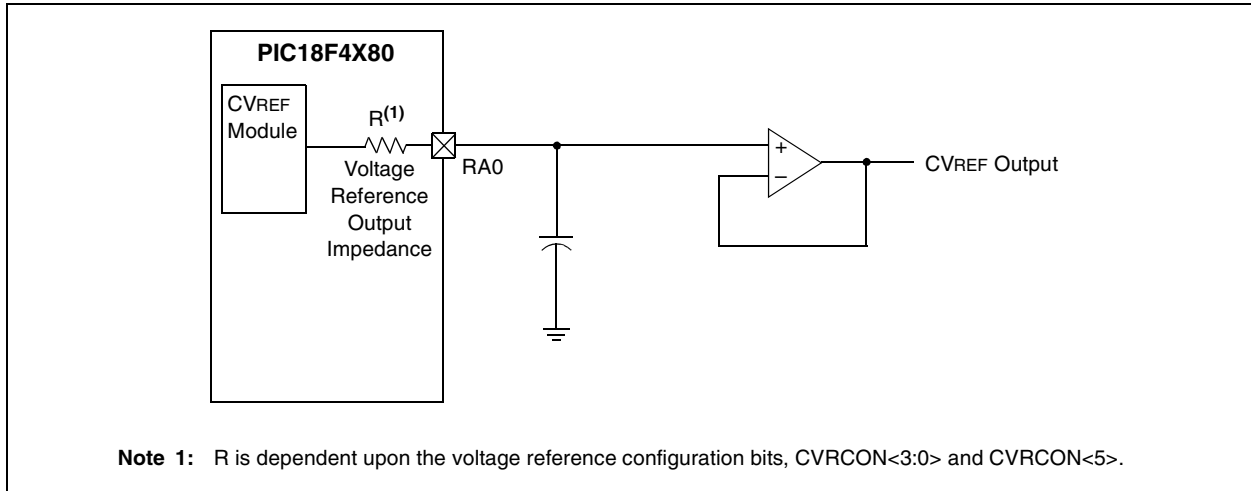 PIC18F4X80
CVREF
Module
R(1)
RA0
Voltage
Reference
Output
Impedance
+
–
CVREF Output
Note 1: R is dependent upon the voltage reference configuration bits, CVRCON<3:0> and CVRCON<5>.